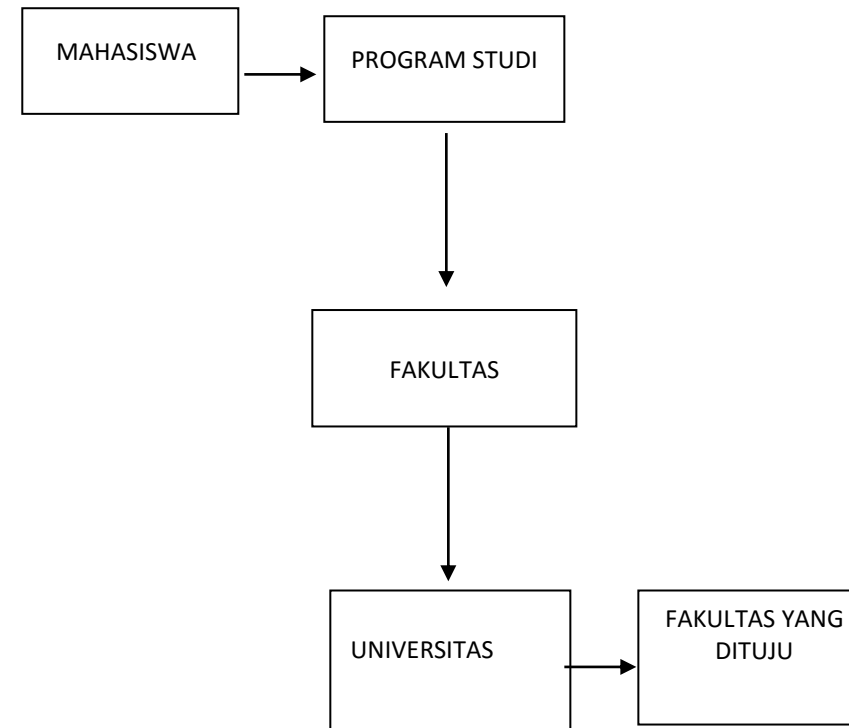 MAHASISWA
PROGRAM STUDI
FAKULTAS
UNIVERSITAS
FAKULTAS YANG
DITUJU